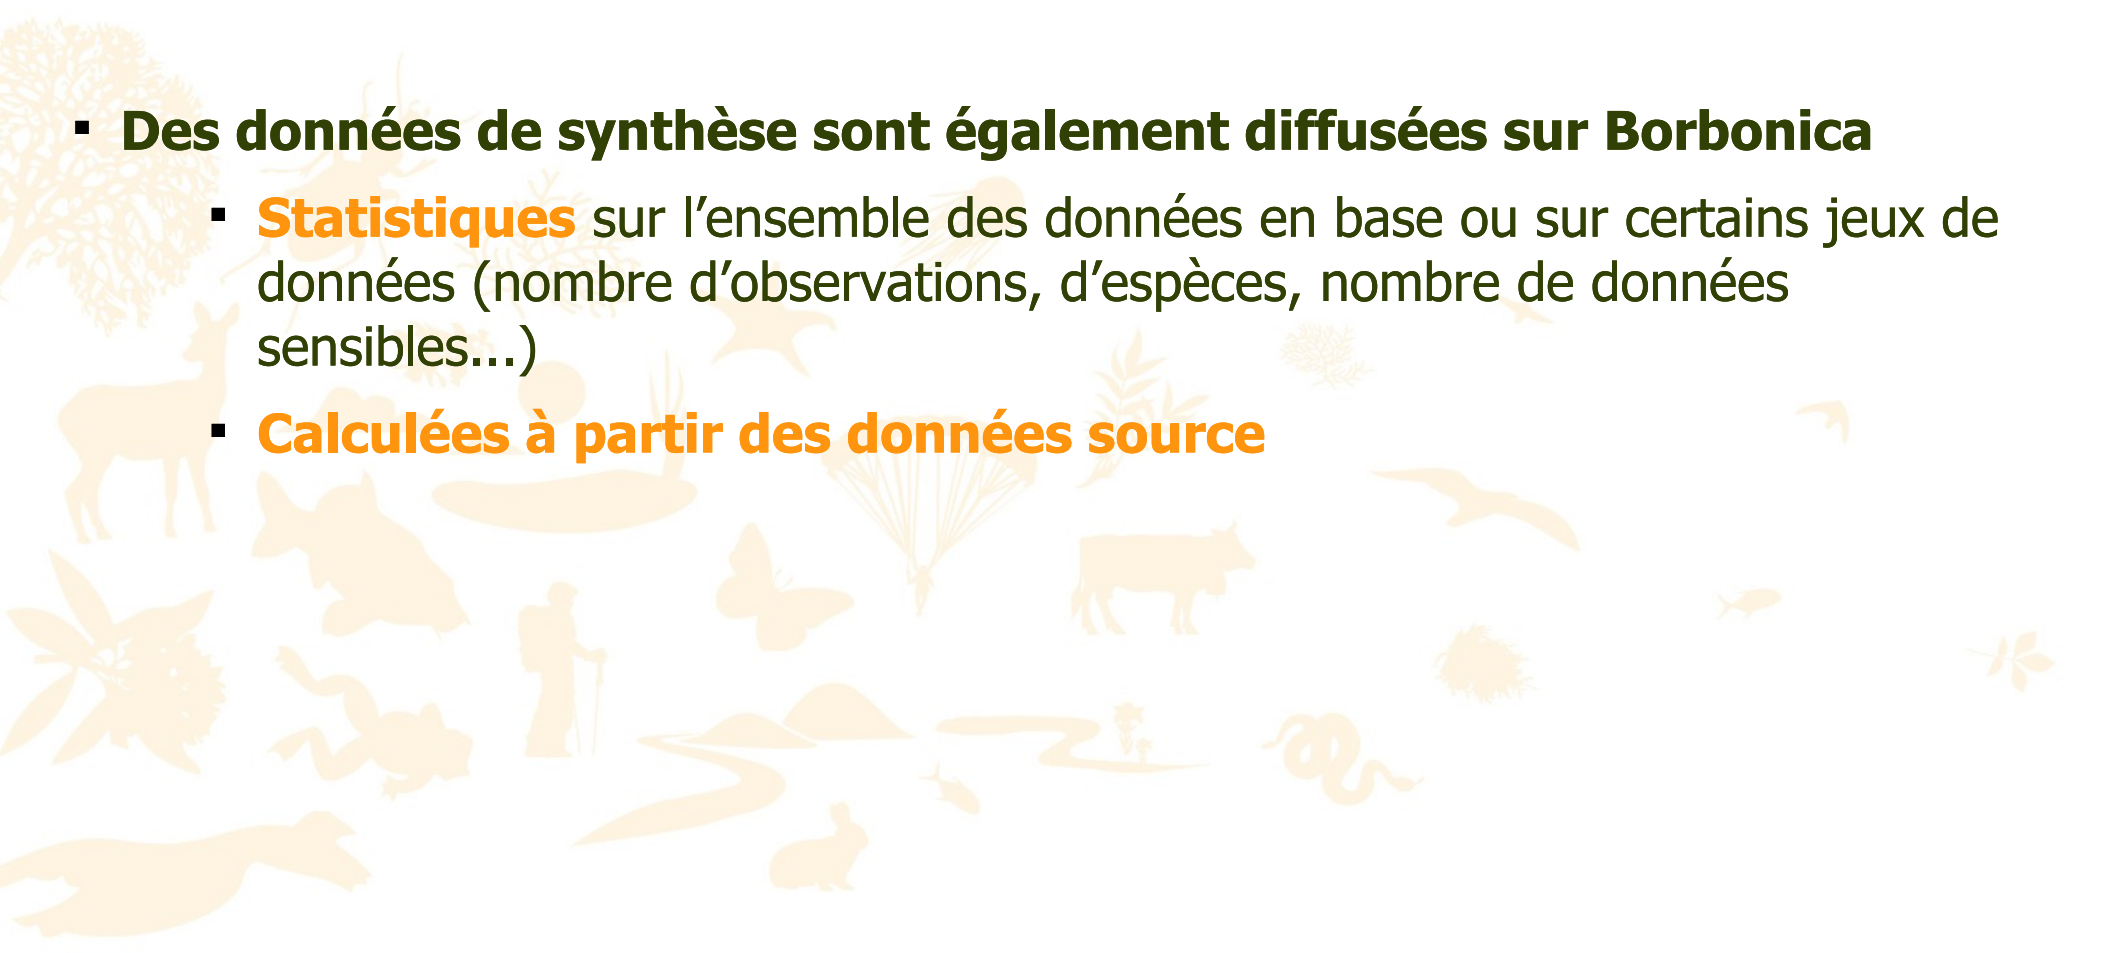 ▪ Des données de synthèse sont également diffusées sur Borbonica
▪ Statistiques sur l’ensemble des données en base ou sur certains jeux de
données (nombre d’observations, d’espèces, nombre de données
sensibles...)
▪ Calculées à partir des données source